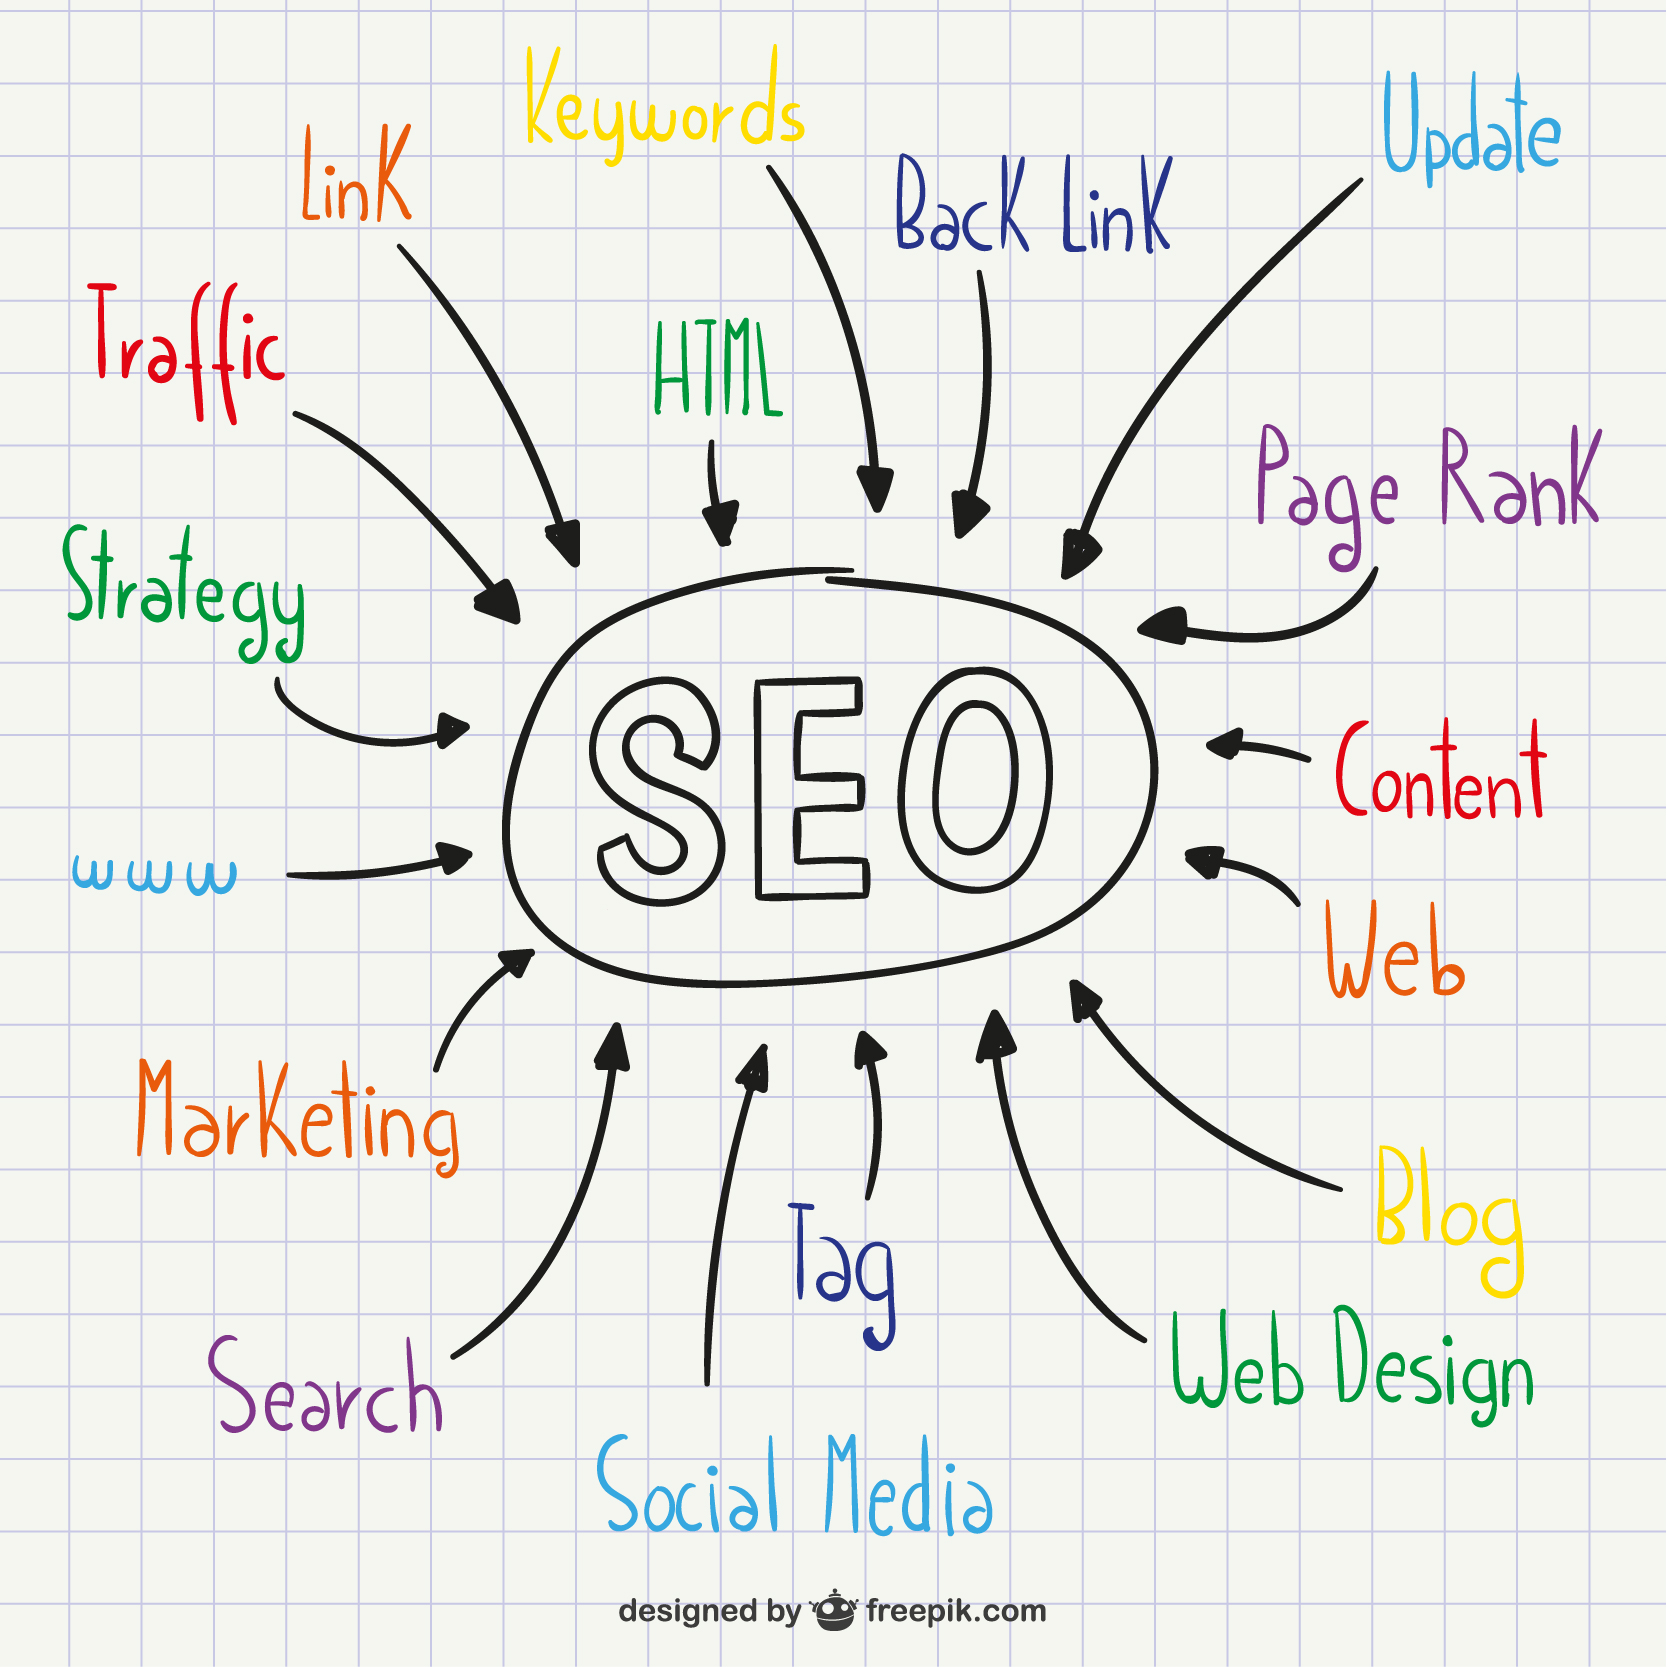 Keywords
Update
Link
Back Link
Traffic
HTML
Page Rank
Strategy
SEO
Content
www
Web
Marketing
Tag
Blog
Search
Web Design
Social Media
designed by freepik.com